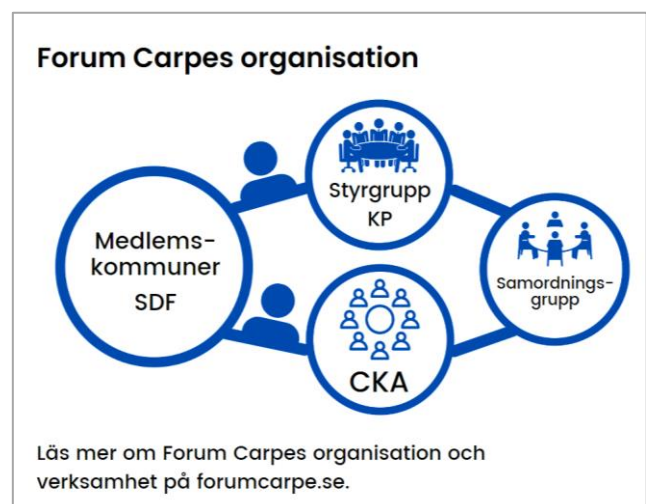 Forum Carpes organisation
Medlems-
kommuner
SDF
Styrgrupp
KP
CKA
Samordnings-
grupp
Läs mer om Forum Carpes organisation och
verksamhet på forumcarpe.se.